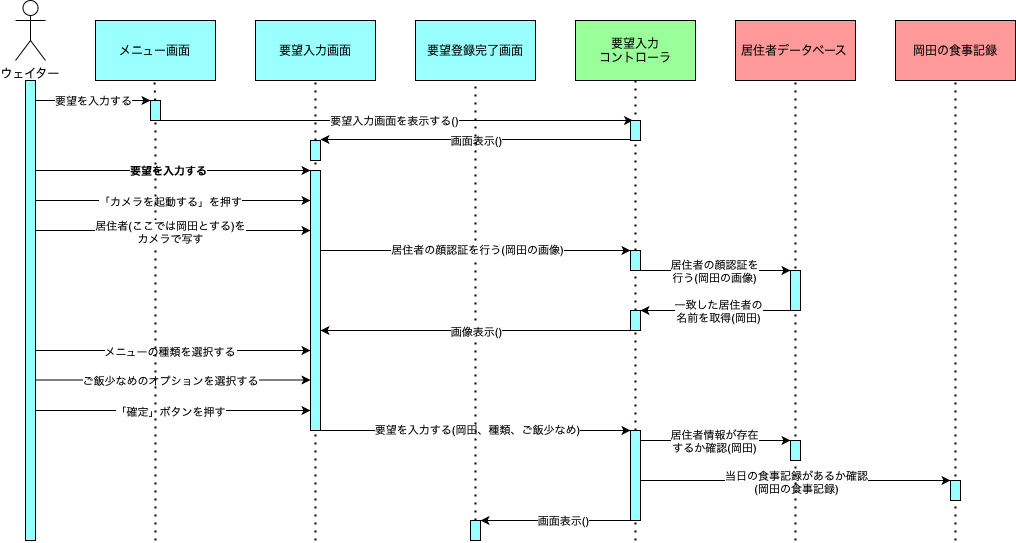 ウェイター
メニュー画面
要望入力画面
要望登録完了画面
要望入力
コントローラ
居住者データベース
岡田の食事記録
要望を入力する
要望入力画面を表示する()
画面表示()
要望を入力する
「カメラを起動する」を押す
居住者(ここでは岡田とする)を
カメラで写す
居住者の顔認証を行う(岡田の画像)
居住者の顔認証を
行う(岡田の画像)
一致した居住者の
名前を取得(岡田)
画像表示()
メニューの種類を選択する
ご飯少なめのオプションを選択する
「確定」ボタンを押す
要望を入力する(岡田、種類、ご飯少なめ)
居住者情報が存在
するか確認(岡田)
当日の食事記録があるか確認
(岡田の食事記録)
画面表示()